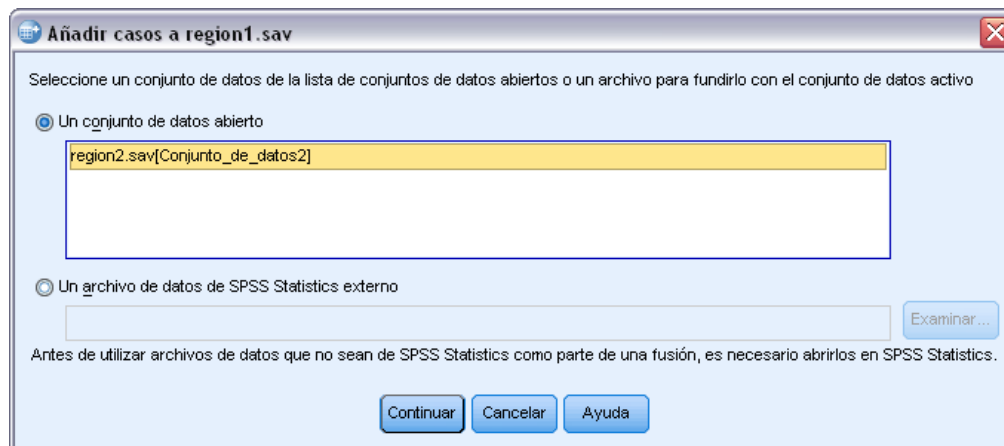 Añadir casos a region1.sav
Seleccione un conjunto de datos de la lista de conjuntos de datos abiertos o un archivo para fundirlo con el conjunto de datos activo
Un conjunto de datos abierto
region2.sav[Conjunto_de_datos2]
Un archivo de datos de SPSS Statistics externo
Examinar...
Antes de utilizar archivos de datos que no sean de SPSS Statistics como parte de una fusión, es necesario abrirlos en SPSS Statistics.
Continuar Cancelar Ayuda